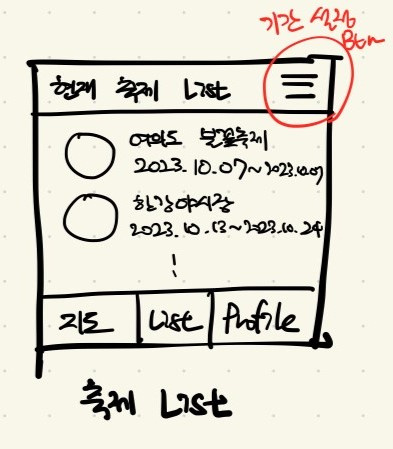 기간 설정
Btn
현재 축제 List
여의도 불꽃축제
2023.10.07~2023.10.07
한강야시장
2023.10.13~2023.10.24
지도
List
Profile
축제 List